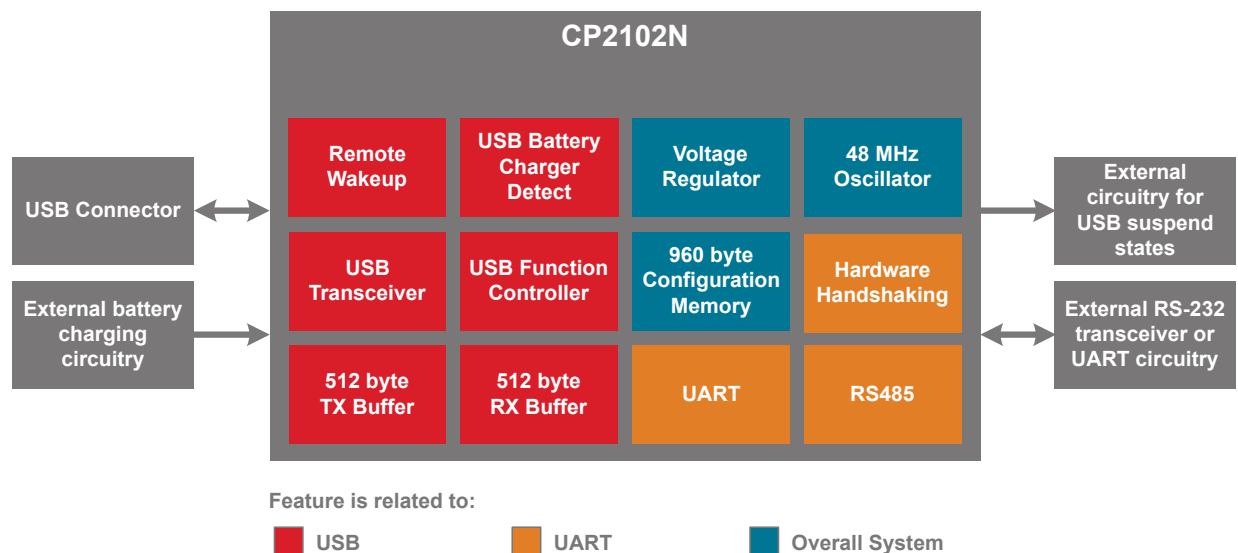 CP2102N
Remote
Wakeup
USB Battery
Charger
Detect
Voltage
Regulator
48 MHz
Oscillator
USB Connector
External
circuitry for
USB suspend
states
USB
Transceiver
USB Function
Controller
960 byte
Configuration
Memory
Hardware
Handshaking
External battery
charging
circuitry
External RS-232
transceiver or
UART circuitry
512 byte
TX Buffer
512 byte
RX Buffer
UART
RS485
Feature is related to:
USB
UART
Overall System